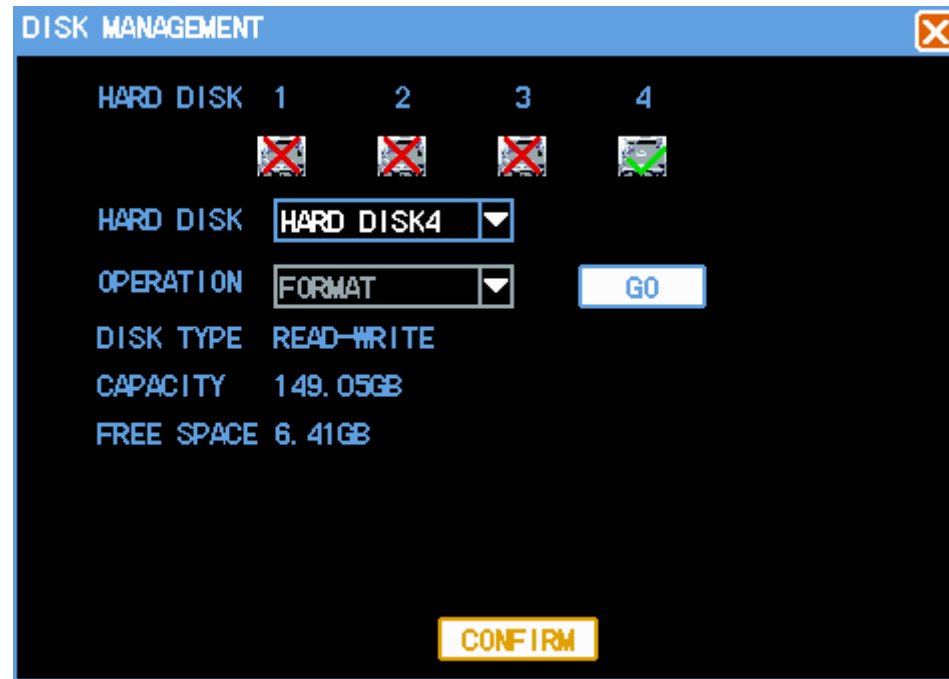 DISK MANAGEMENT
HARD DISK 1 2 3 4
HARD DISK HARD DISK4
OPERATION FORMAT GO
DISK TYPE READ-WRITE
CAPACITY 149.05GB
FREE SPACE 6.41GB
CONFIRM